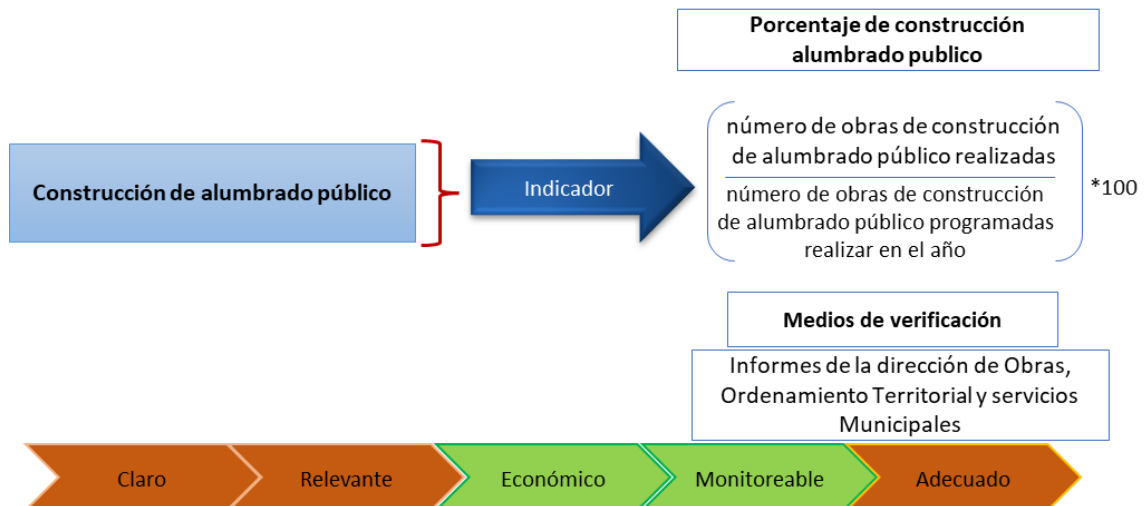 Porcentaje de construcción
alumbrado publico
Construcción de alumbrado público
Indicador
número de obras de construcción
de alumbrado público realizadas
número de obras de construcción
de alumbrado público programadas
realizar en el año
*100
Medios de verificación
Informes de la dirección de Obras,
Ordenamiento Territorial y servicios
Municipales
Claro
Relevante
Económico
Monitoreable
Adecuado